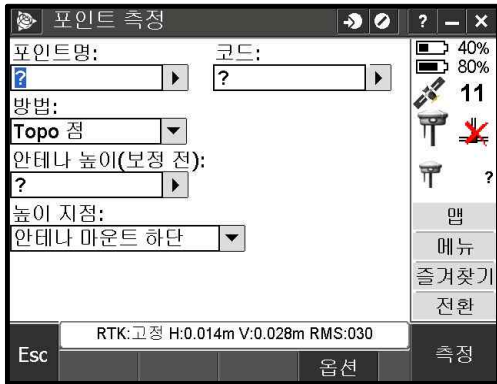 포인트 측정
? – ×
포인트명: 코드:
? ?
방법:
Topo 점
안테나 높이(보정 전):
?
높이 지점:
안테나 마운트 하단
40%
80%
11
?
맵
메뉴
즐겨찾기
전환
RTK:고정 H:0.014m V:0.028m RMS:030
Esc 옵션 측정